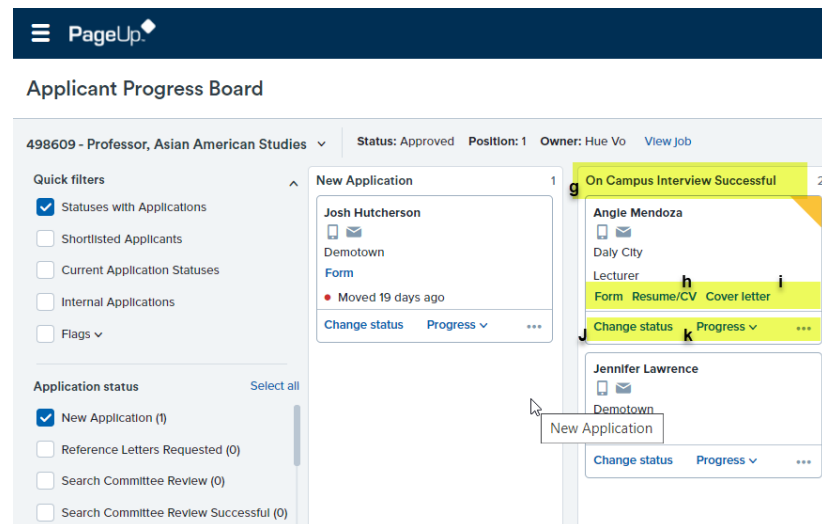 PageUp.
Applicant Progress Board
498609 - Professor, Asian American Studies
Status: Approved Position: 1 Owner: Hue Vo View job
Quick filters
Statuses with Applications
Shortlisted Applicants
Current Application Statuses
Internal Applications
Flags
Application status Select all
New Application (1)
Reference Letters Requested (0)
Search Committee Review (0)
Search Committee Review Successful (0)
New Application 1
Josh Hutcherson
Demotown
Form
Moved 19 days ago
Change status Progress ...
New Application
g On Campus Interview Successful 2
Angie Mendoza
Daly City
Lecturer
h i
Form Resume/CV Cover letter
J Change status k Progress ...
Jennifer Lawrence
Demotown
Change status Progress ...